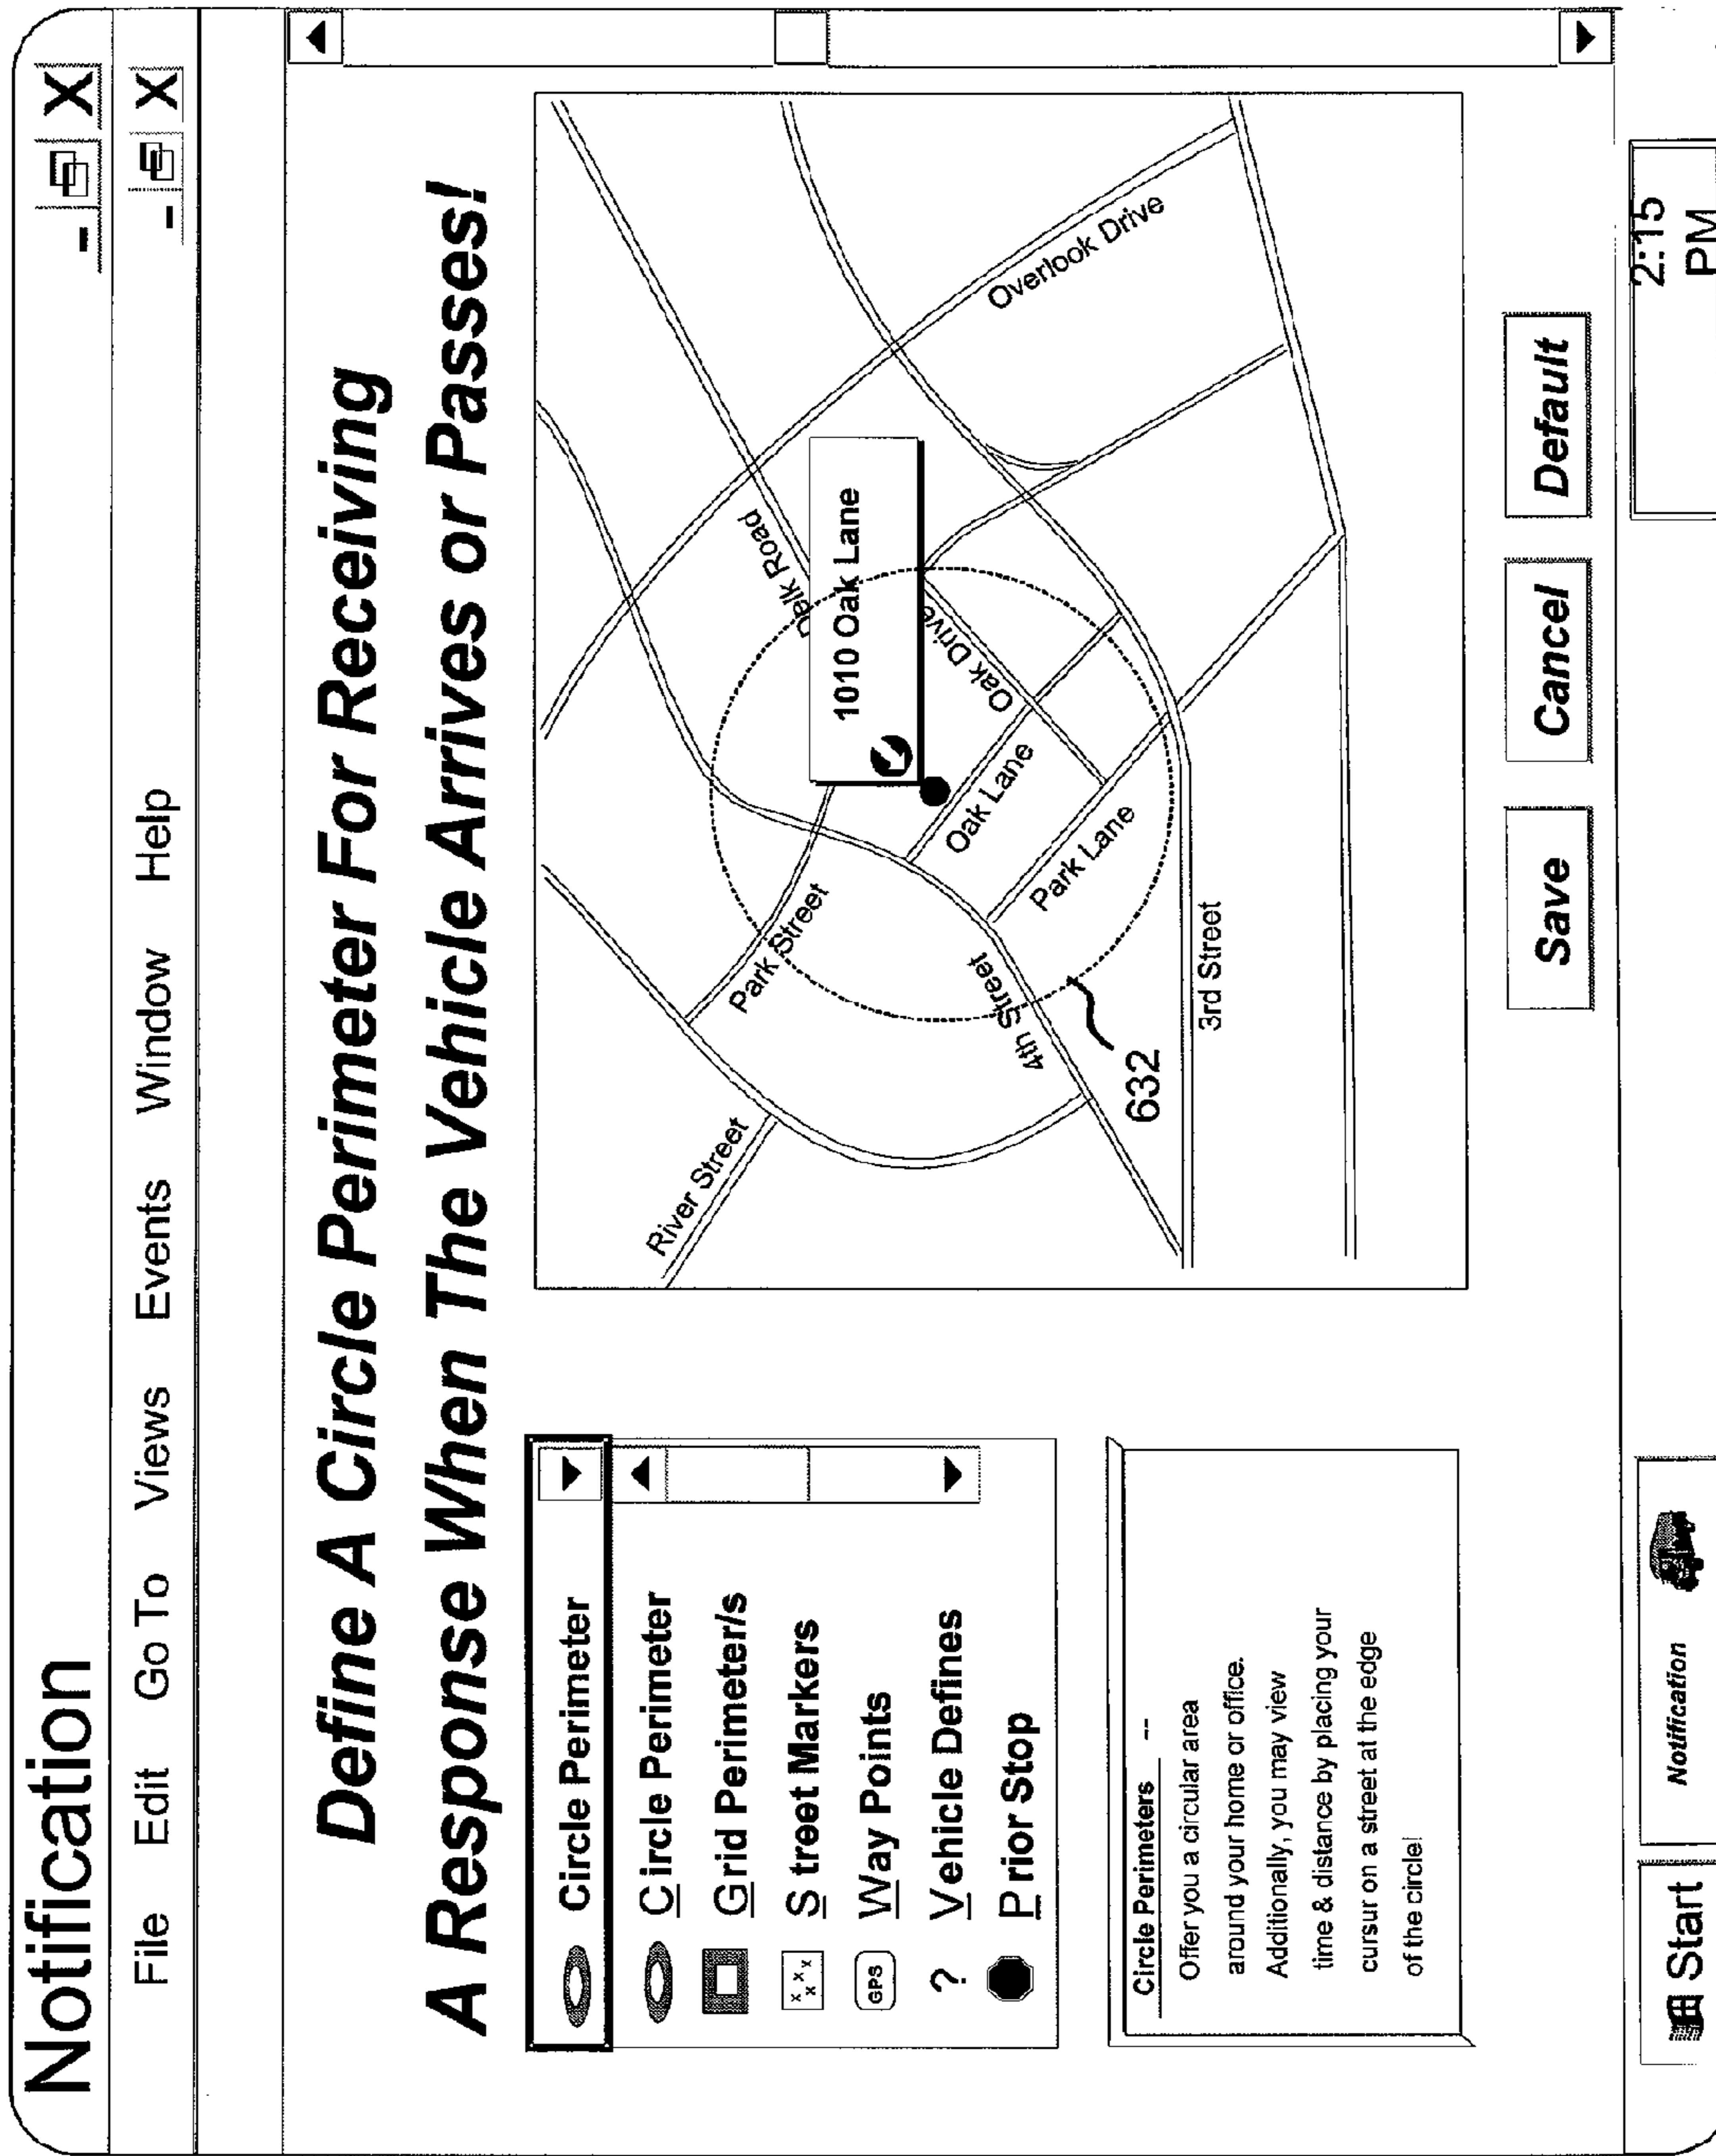 Notification
_ X
File Edit Go To Views Events Window Help
_ X
Define A Circle Perimeter For Receiving
A Response When The Vehicle Arrives or Passes!
Circle Perimeter
Circle Perimeter
Grid Perimeter/s
x x x x
Street Markers
GPS
Way Points
? Vehicle Defines
Prior Stop
Circle Perimeters --
Offer you a circular area
around your home or office.
Additionally, you may view
time & distance by placing your
cursur on a street at the edge
of the circle!
River Street
Park Street
Delk Road
1010 Oak Lane
Overlook Drive
Oak Drive
Oak Lane
Park Lane
4th Street
632
3rd Street
Save Cancel Default
Start
Notification
2:15
PM